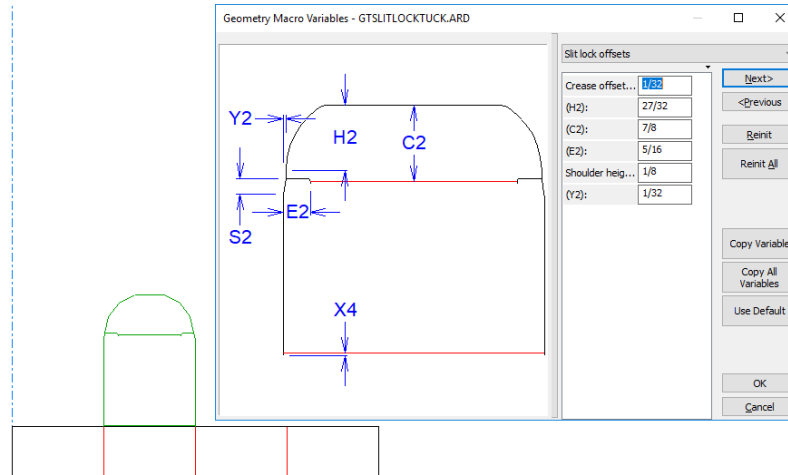 Geometry Macro Variables - GTSLITLOCKTUCK.ARD
Slit lock offsets
Crease offset... 1/32
(H2): 27/32
(C2): 7/8
(E2): 5/16
Shoulder heig... 1/8
(Y2): 1/32
Next>
<Previous
Reinit
Reinit All
Copy Variable
Copy All
Variables
Use Default
OK
Cancel
Y2
H2
C2
E2
S2
X4